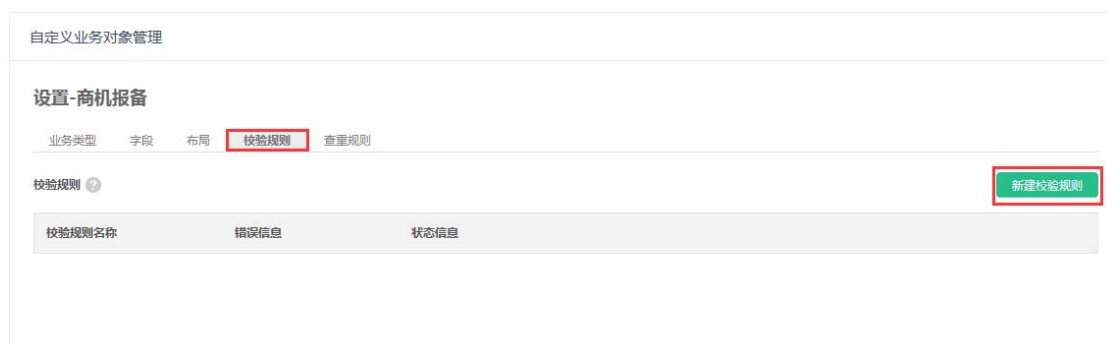 自定义业务对象管理
设置-商机报备
业务类型 字段 布局 校验规则 查重规则
校验规则 ?
新建校验规则
校验规则名称 错误信息 状态信息